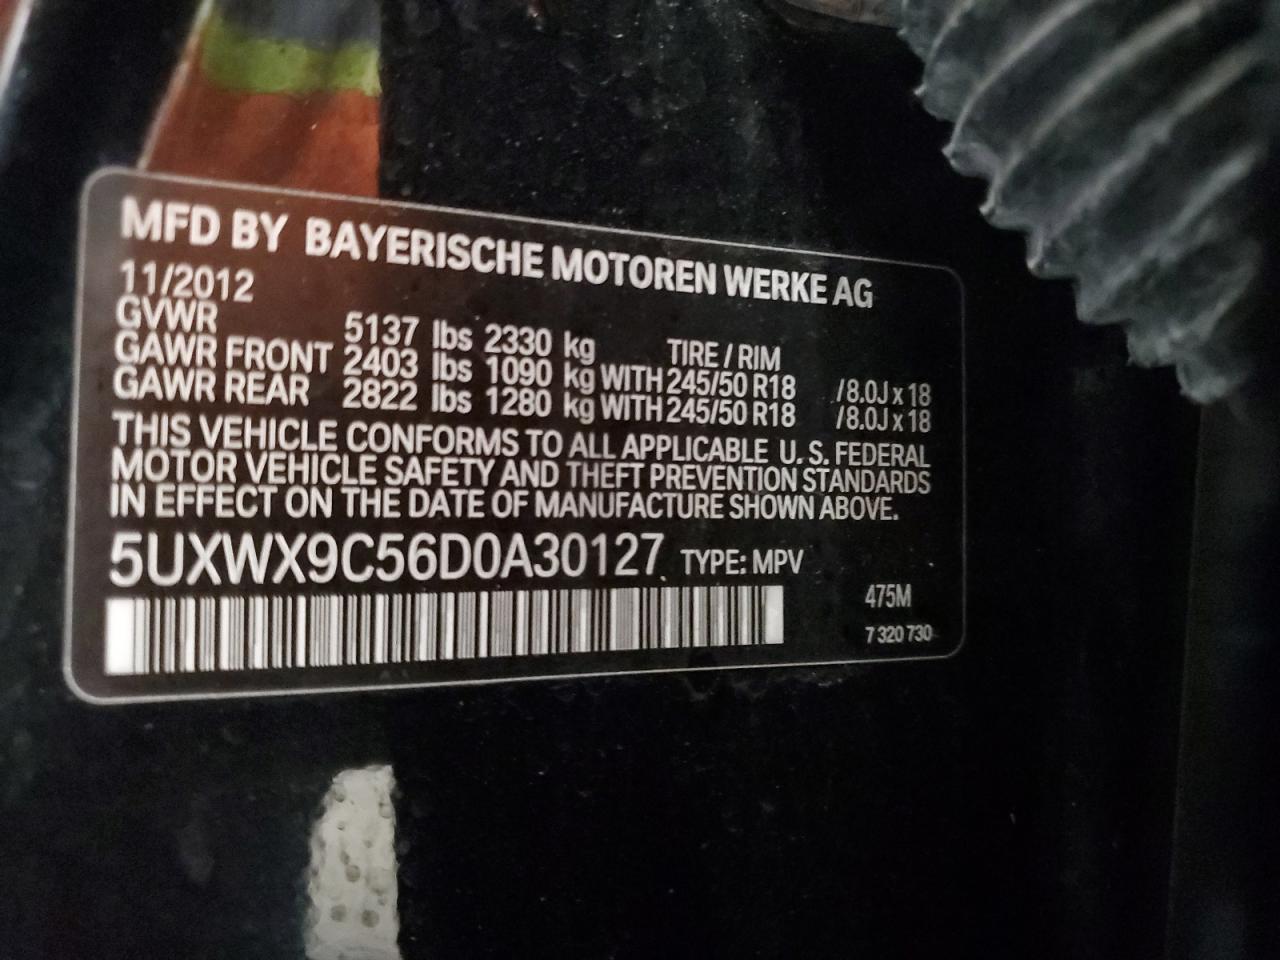 MFD BY BAYERISCHE MOTOREN WERKE AG
11/2012
GVWR 5137 lbs 2330 kg TIRE / RIM
GAWR FRONT 2403 lbs 1090 kg WITH 245/50 R18 /8.0J x 18
GAWR REAR 2822 lbs 1280 kg WITH 245/50 R18 /8.0J x 18
THIS VEHICLE CONFORMS TO ALL APPLICABLE U. S. FEDERAL
MOTOR VEHICLE SAFETY AND THEFT PREVENTION STANDARDS
IN EFFECT ON THE DATE OF MANUFACTURE SHOWN ABOVE.
5UXWX9C56D0A30127 TYPE: MPV
475M
7 320 730